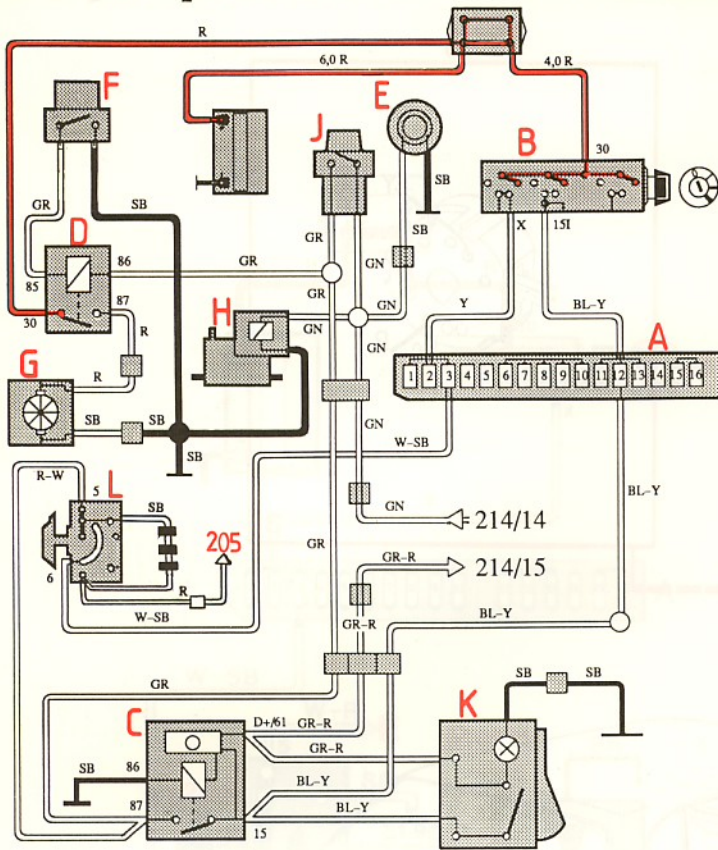 R
6,0 R
4,0 R
F
E
J
B
30
GR
SB
SB
SB
X
15I
D
85
86
GR
GR
GN
87
30
R
H
GR
GN
GN
Y
BL-Y
A
G
R
SB
SB
SB
1 2 3 4 5 6 7 8 9 10 11 12 13 14 15 16
GN
GN
W-SB
BL-Y
R-W
L
5
SB
6
R
205
W-SB
GN
214/14
GR
GR-R
214/15
GR-R
BL-Y
GR
C
D+/61
GR-R
GR-R
K
SB
SB
SB
86
87
BL-Y
BL-Y
15